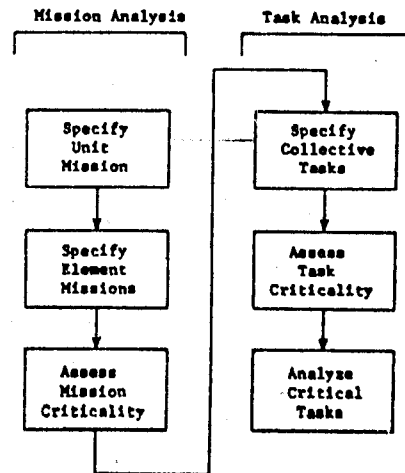 Mission Analysis
Task Analysis
Specify
Unit
Mission
Specify
Element
Missions
Assess
Mission
Criticality
Specify
Collective
Tasks
Assess
Task
Criticality
Analyze
Critical
Tasks